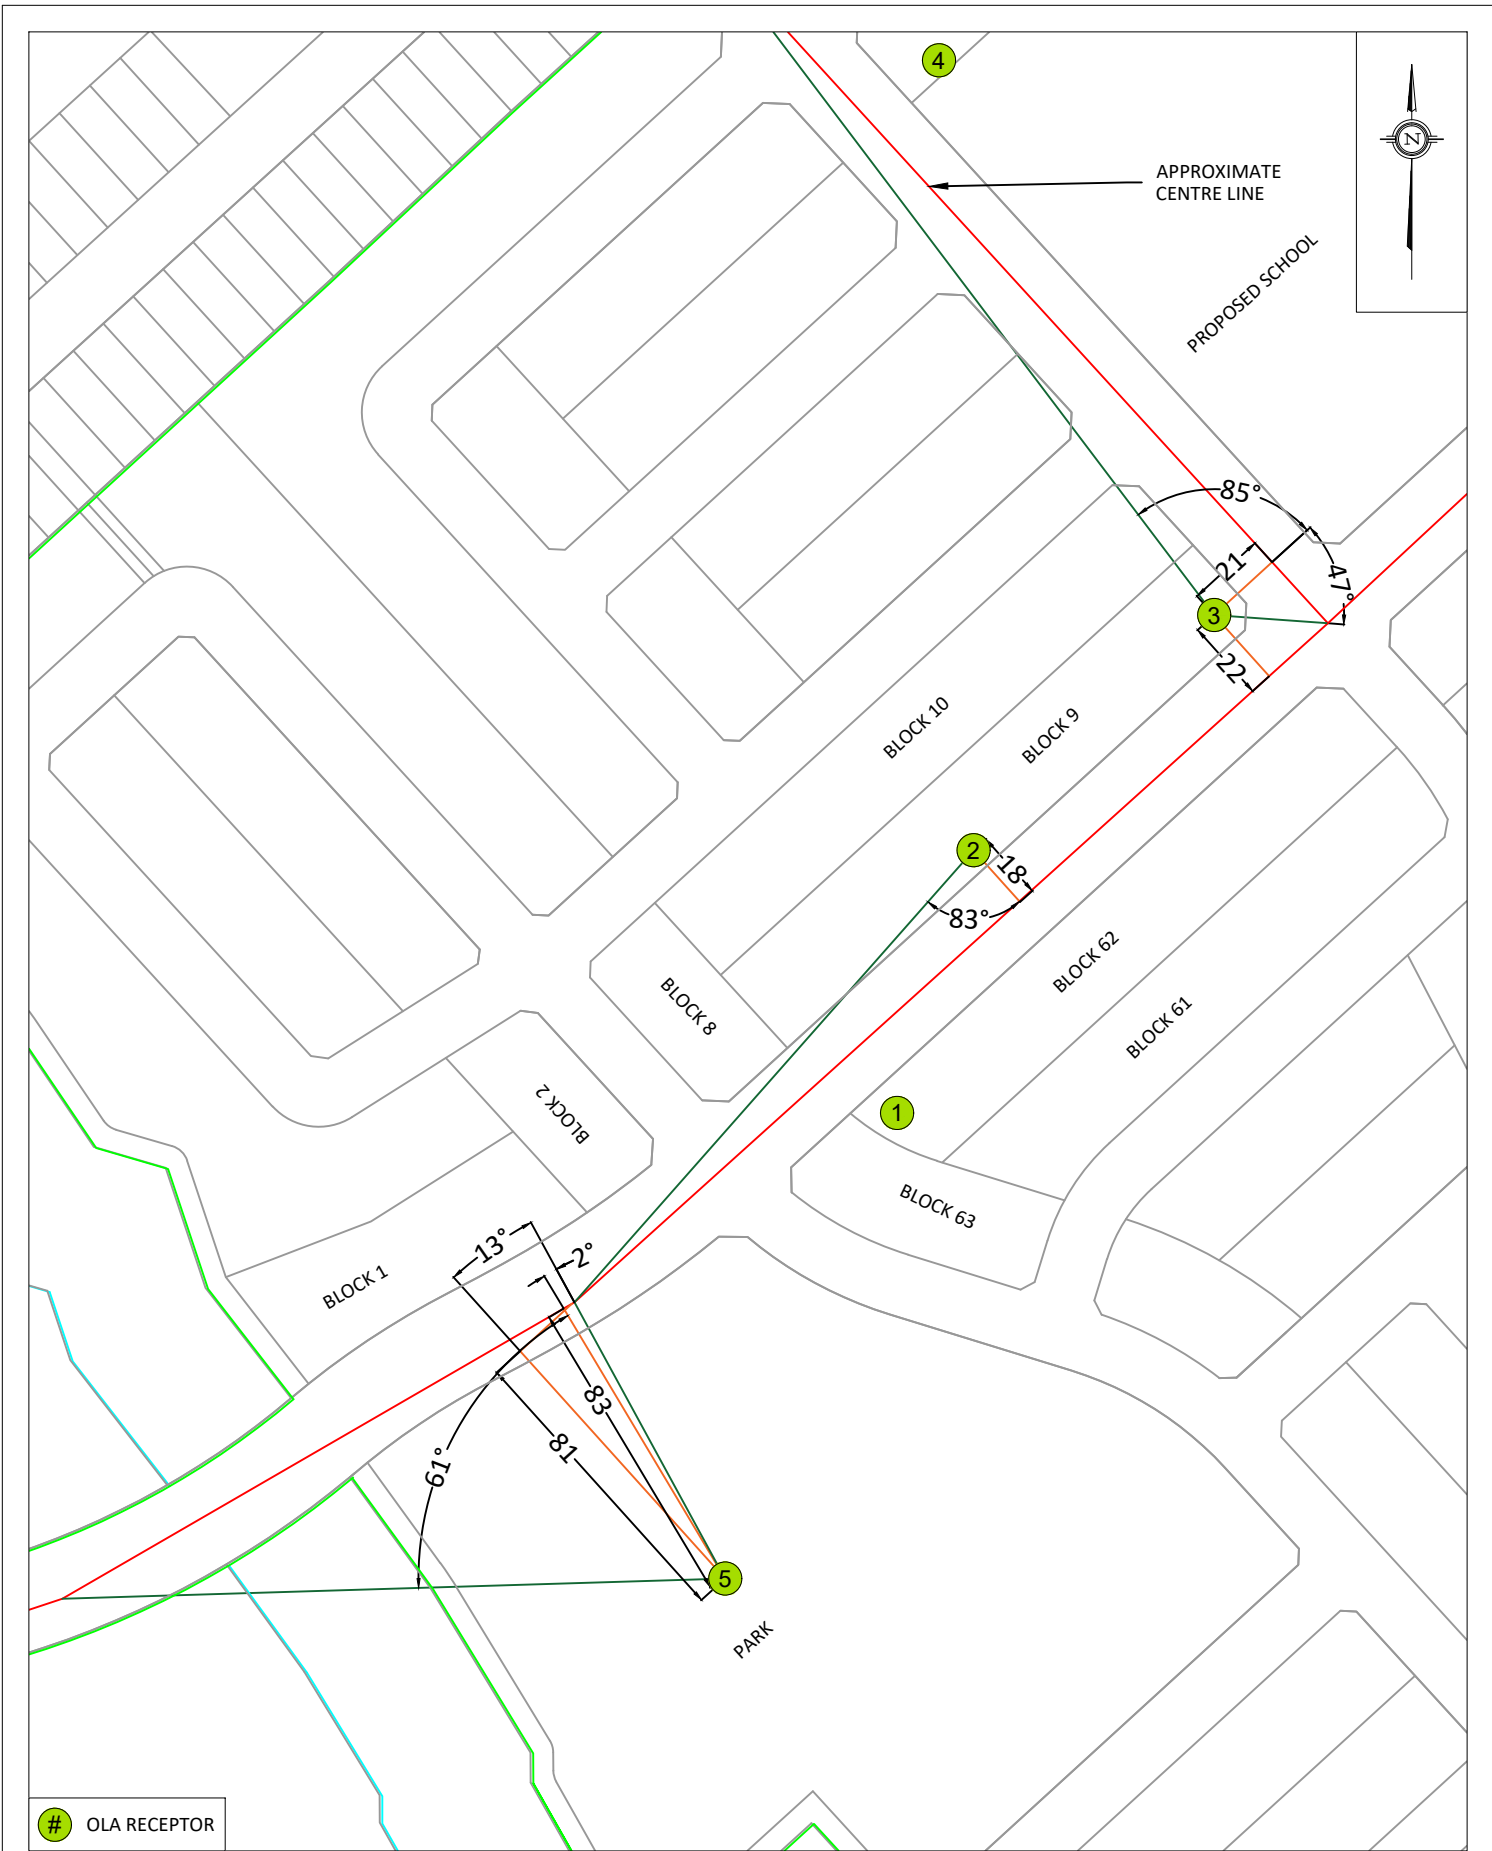 4
N
APPROXIMATE
CENTRE LINE
PROPOSED SCHOOL
85°
21
47°
3
22
BLOCK 10
BLOCK 9
2
18
83°
BLOCK 62
BLOCK 8
BLOCK 61
1
BLOCK 2
BLOCK 63
13°
2°
BLOCK 1
83
81
61°
5
PARK
# OLA RECEPTOR